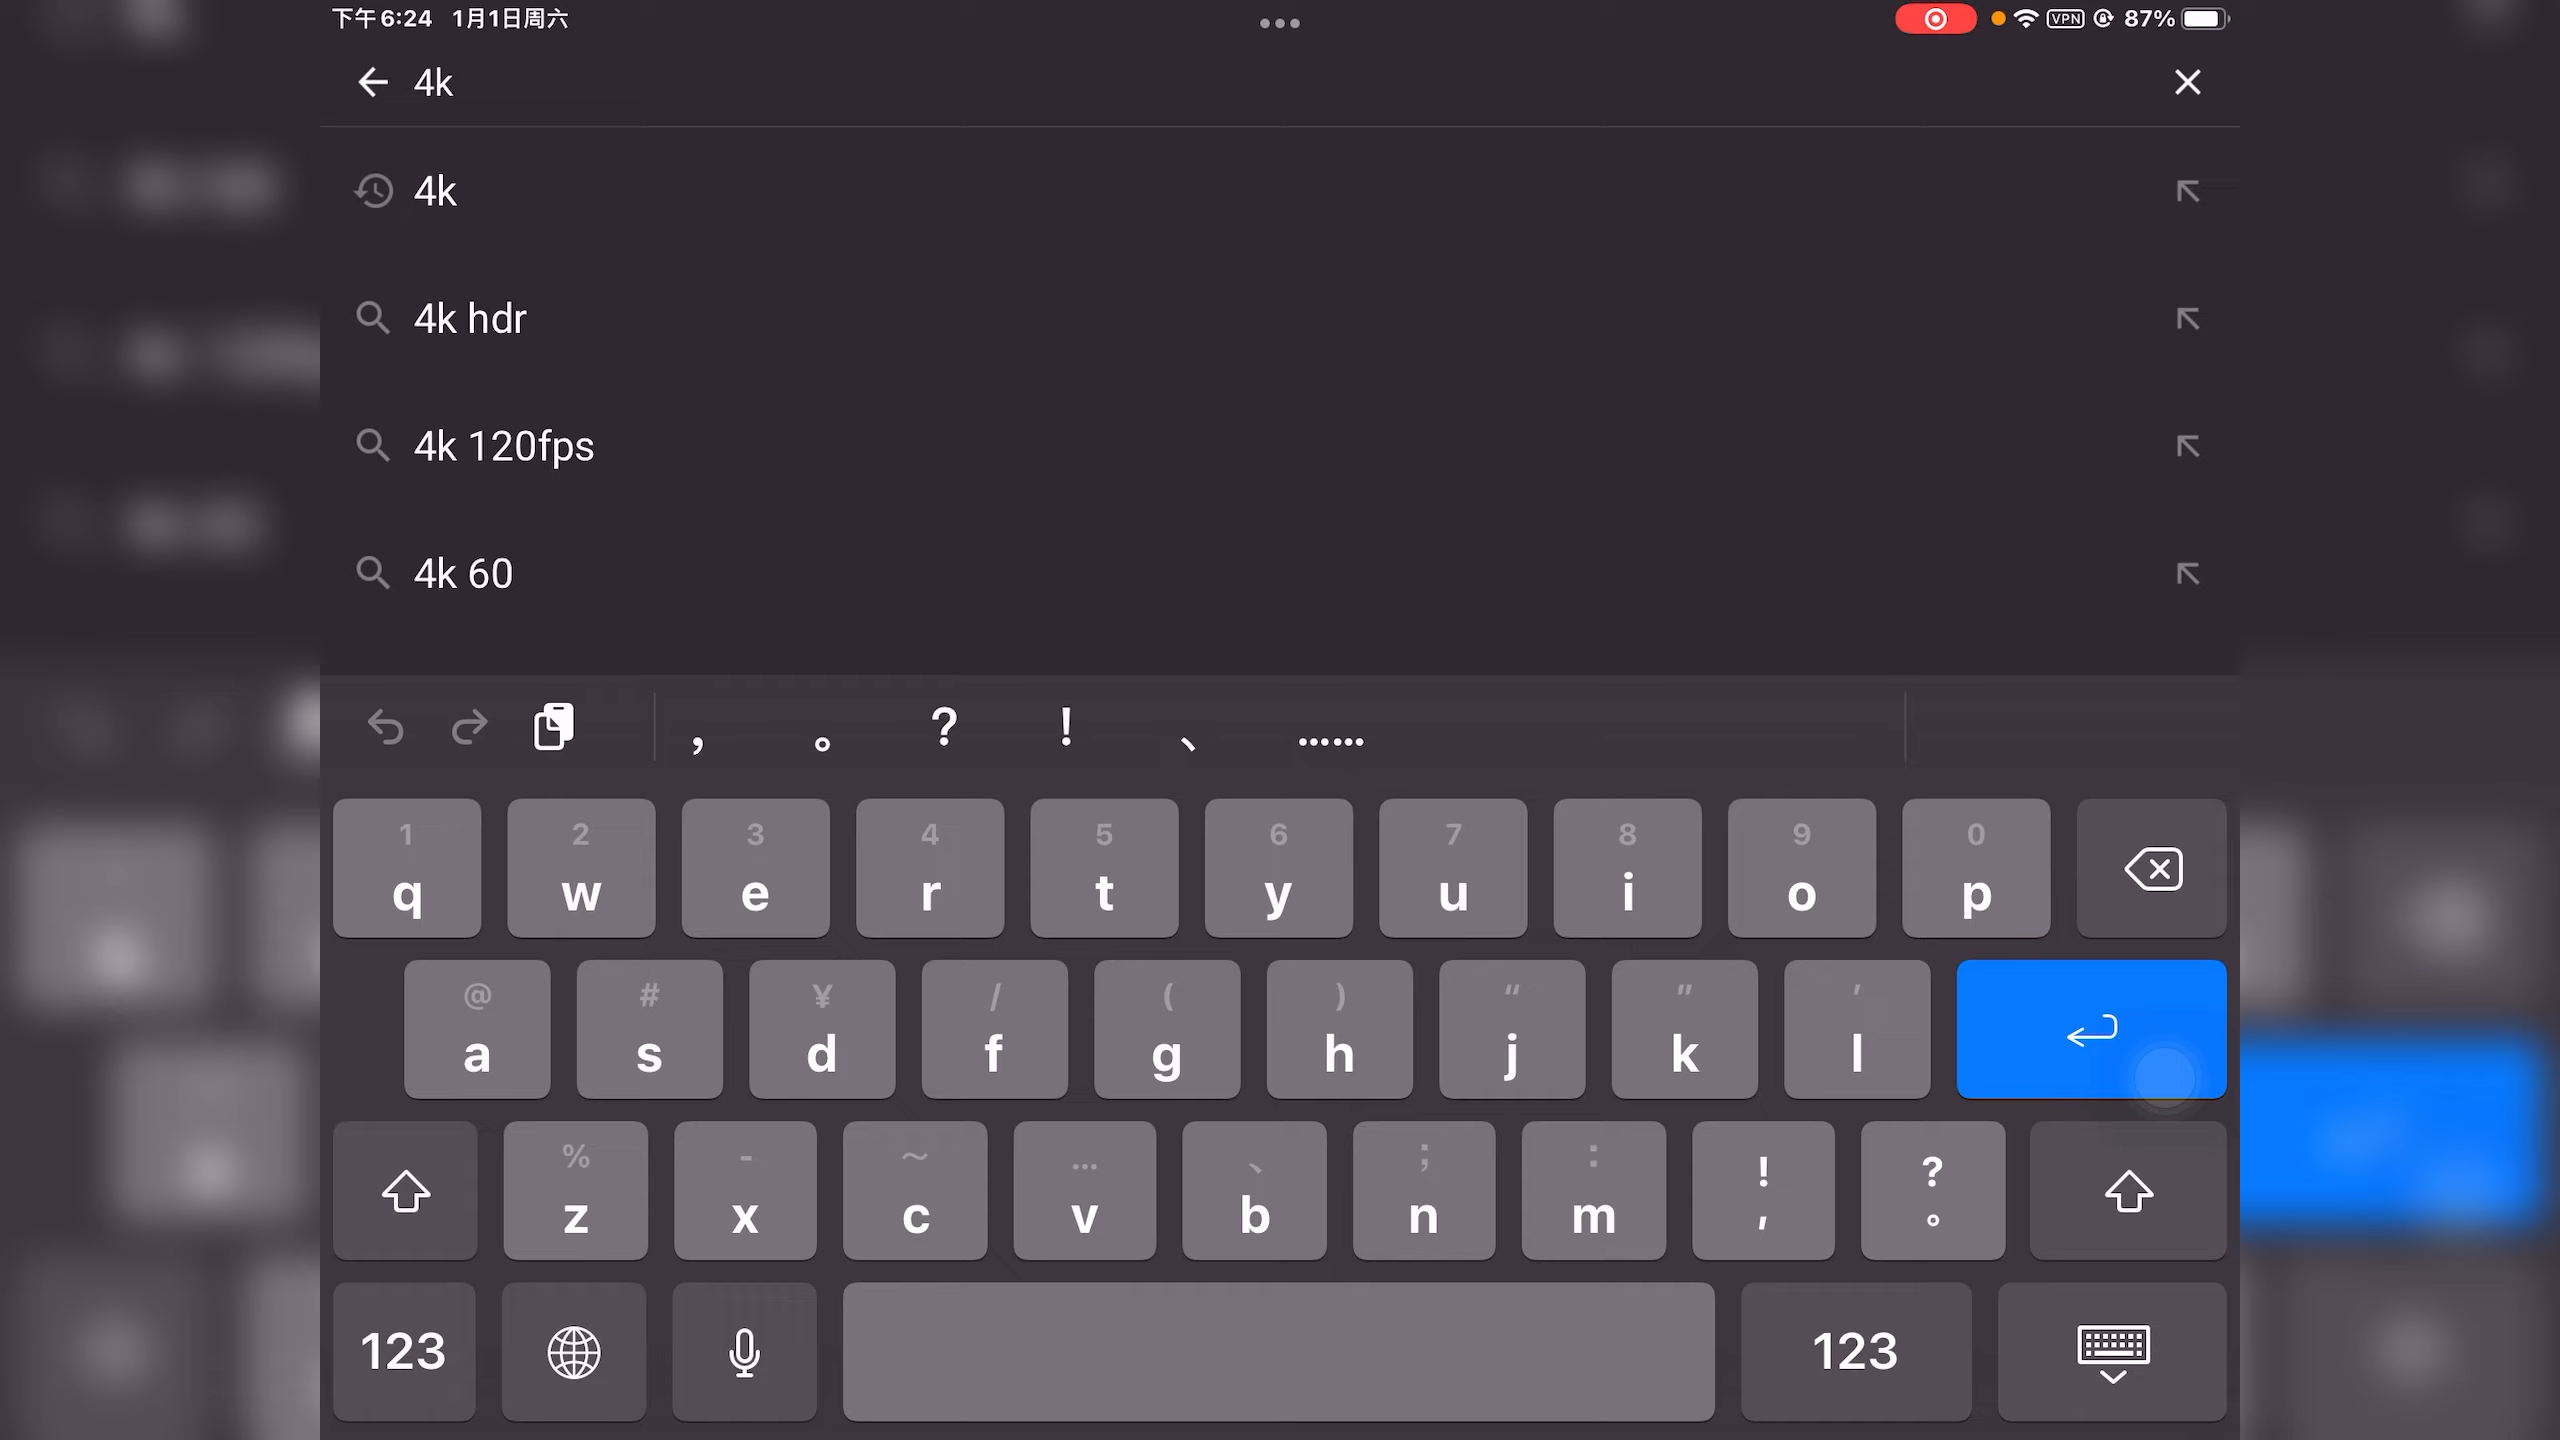 下午6:24 1月1日周六
VPN 87%
4k
4k
4k hdr
4k 120fps
4k 60
， 。 ？ ！ 、 ……
1 2 3 4 5 6 7 8 9 0
q w e r t y u i o p
@ # ¥ / ( ) “ ” ’
a s d f g h j k l
% - ～ … 、 ； ： ！ ？
z x c v b n m ， 。
123 123